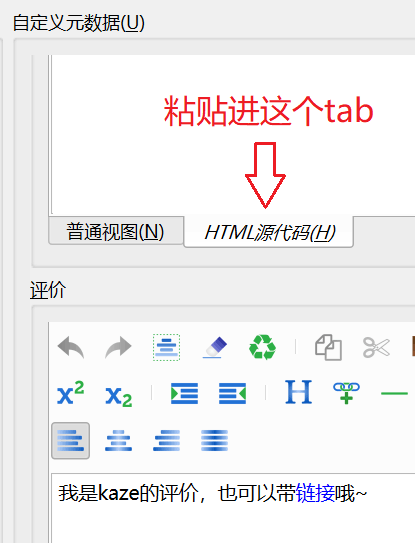 自定义元数据(U)
粘贴进这个tab
普通视图(N)
HTML源代码(H)
评价
X²
X₂
H
我是kaze的评价，也可以带链接哦~